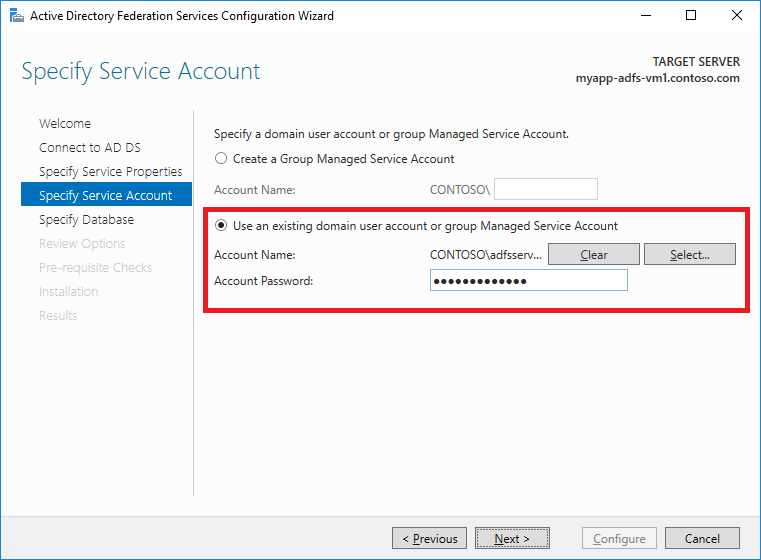 Active Directory Federation Services Configuration Wizard
Specify Service Account
TARGET SERVER
myapp-adfs-vm1.contoso.com
Welcome
Connect to AD DS
Specify Service Properties
Specify Service Account
Specify Database
Review Options
Pre-requisite Checks
Installation
Results
Specify a domain user account or group Managed Service Account.
Create a Group Managed Service Account
Account Name: CONTOSO\
Use an existing domain user account or group Managed Service Account
Account Name: CONTOSO\adfsserv... Clear Select...
Account Password: ●●●●●●●●●●●●●
< Previous Next > Configure Cancel